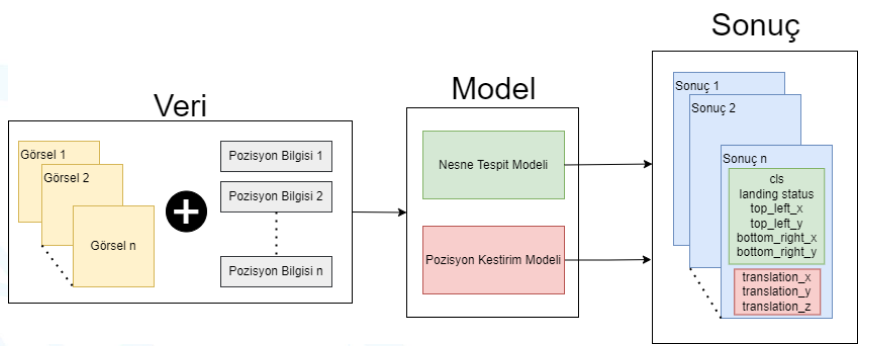 Veri
Görsel 1
Görsel 2
Görsel n
Pozisyon Bilgisi 1
Pozisyon Bilgisi 2
Pozisyon Bilgisi n
Model
Nesne Tespit Modeli
Pozisyon Kestirim Modeli
Sonuç
Sonuç 1
Sonuç 2
Sonuç n
cls
landing status
top_left_x
top_left_y
bottom_right_x
bottom_right_y
translation_x
translation_y
translation_z